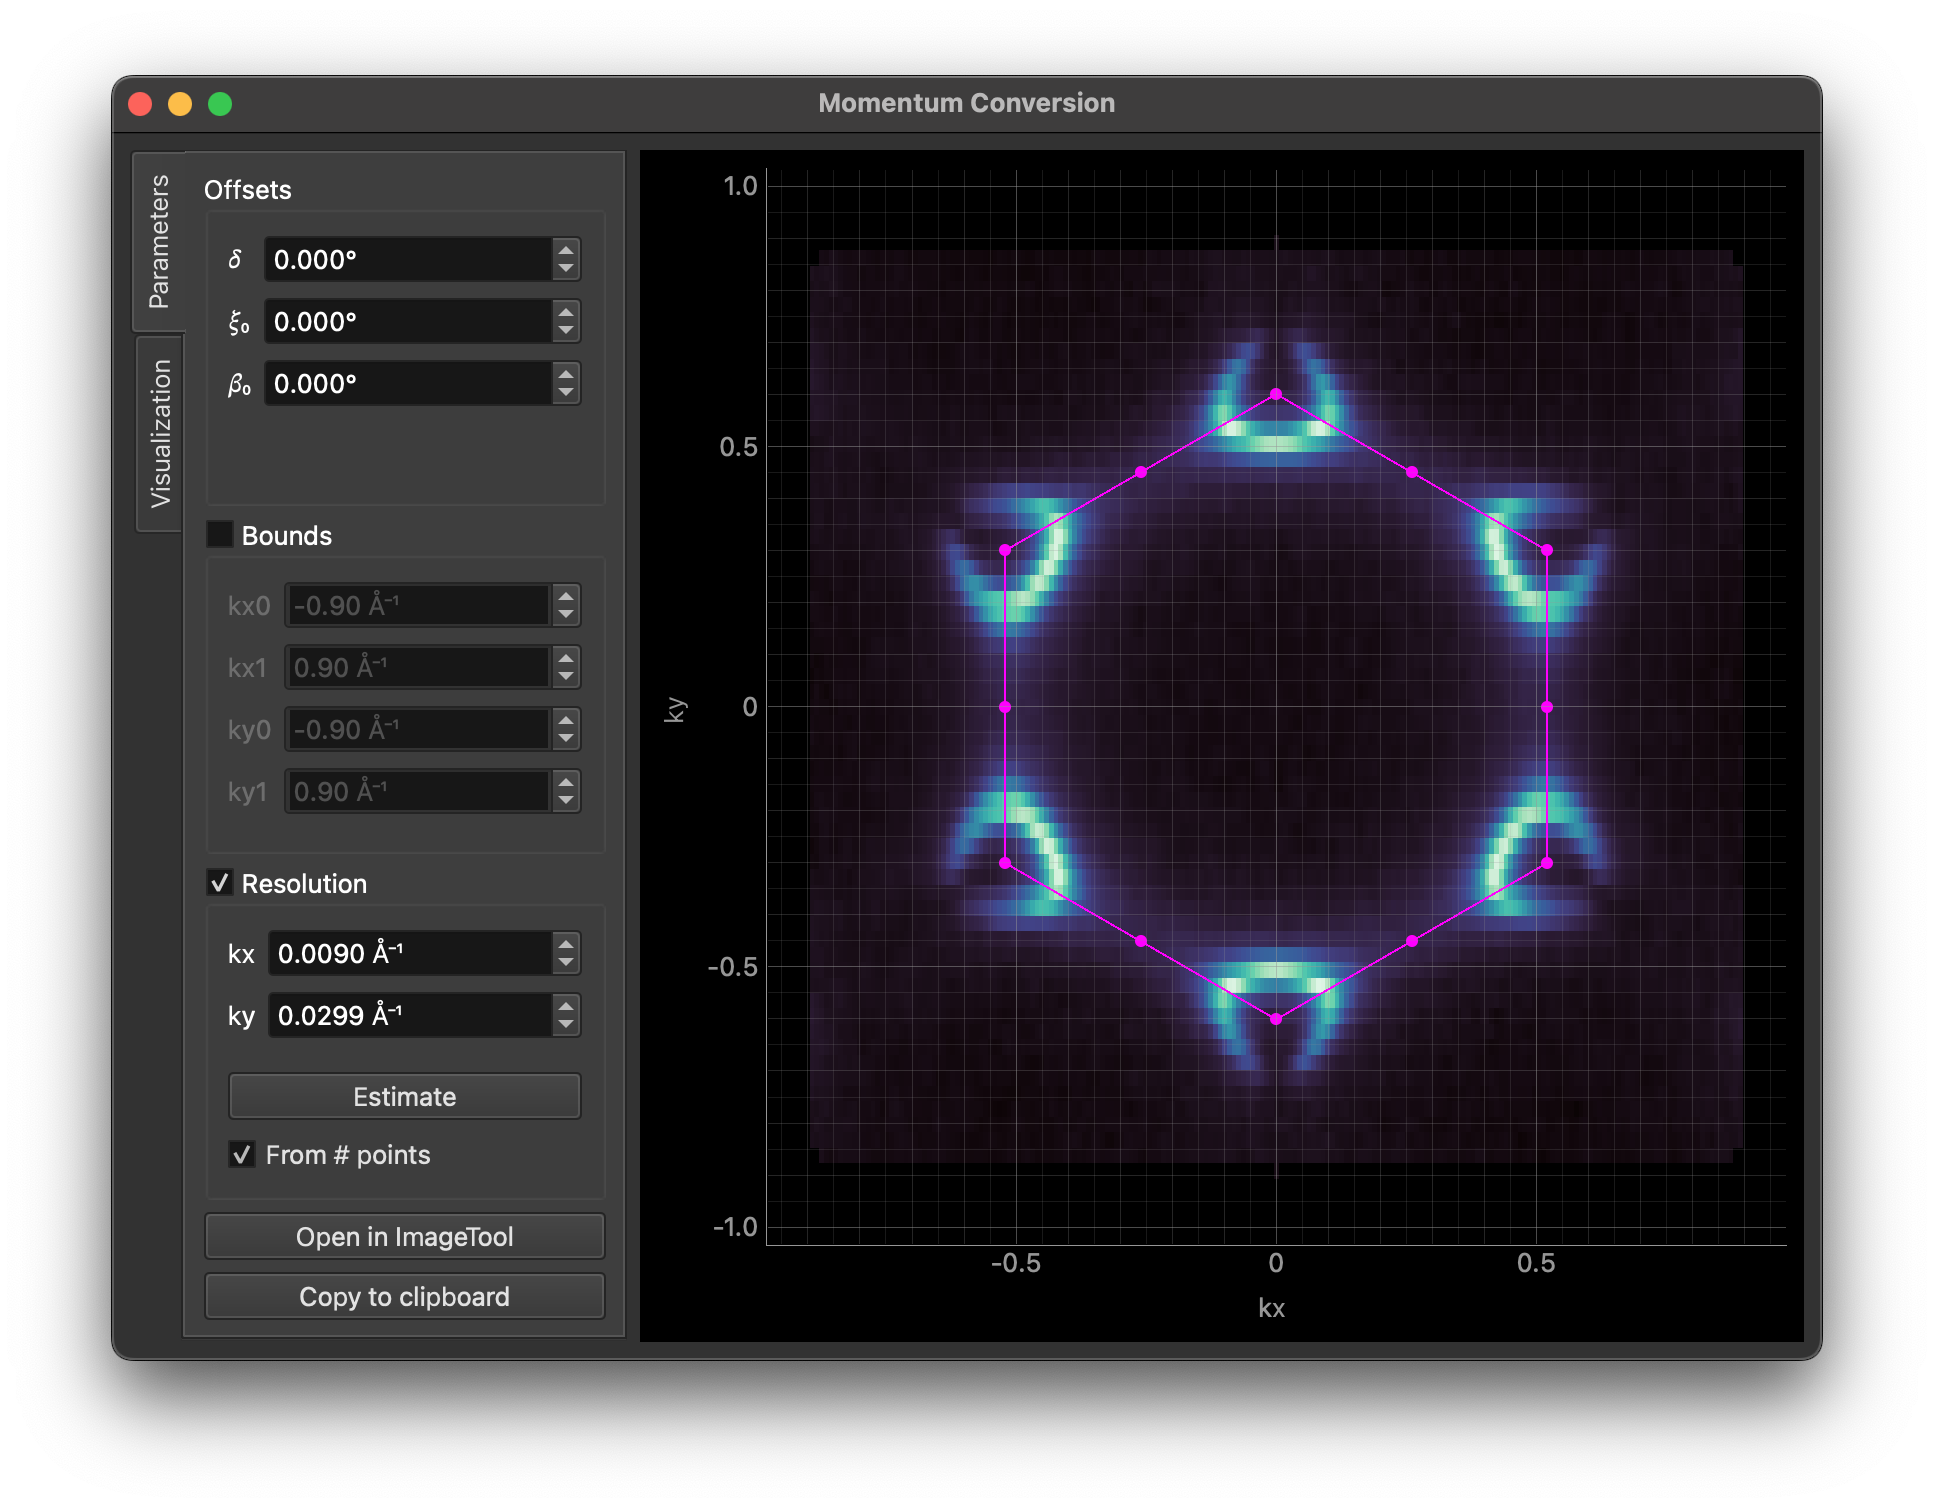 Momentum Conversion
Parameters
Visualization
Offsets
δ 0.000°
ξ₀ 0.000°
β₀ 0.000°
Bounds
kx0 -0.90 Å⁻¹
kx1 0.90 Å⁻¹
ky0 -0.90 Å⁻¹
ky1 0.90 Å⁻¹
Resolution
kx 0.0090 Å⁻¹
ky 0.0299 Å⁻¹
Estimate
From # points
Open in ImageTool
Copy to clipboard
1.0
0.5
0
-0.5
-1.0
ky
-0.5 0 0.5
kx